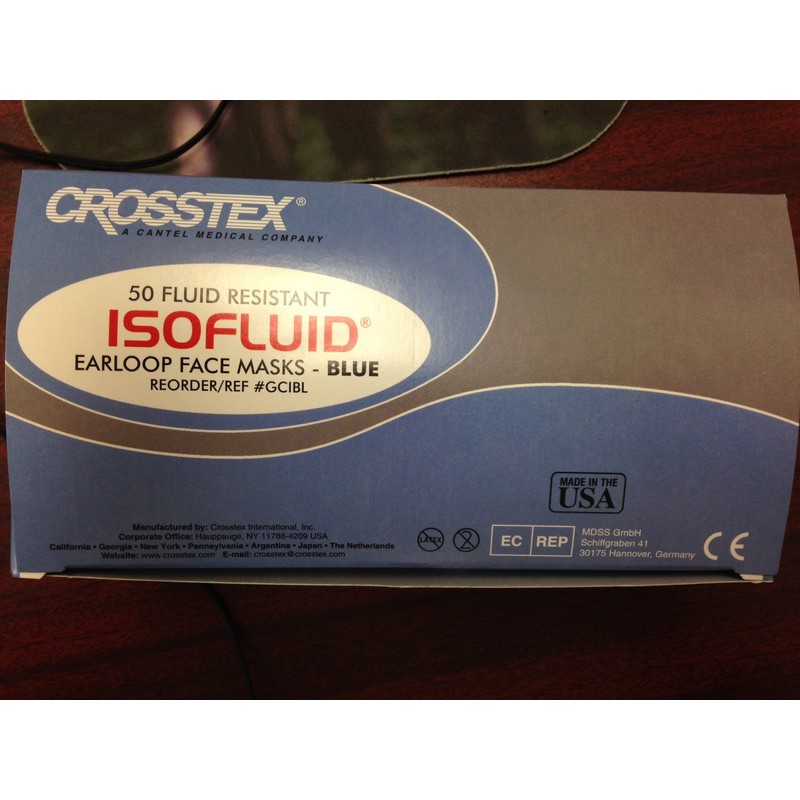 CROSSTEX®
A CANTEL MEDICAL COMPANY
50 FLUID RESISTANT
ISOFLUID®
EARLOOP FACE MASKS - BLUE
REORDER/REF #GCIBL
MADE IN THE
USA
Manufactured by: Crosstex International, Inc.
Corporate Office: Hauppauge, NY 11788-4209 USA
California • Georgia • New York • Pennsylvania • Argentina • Japan • The Netherlands
Website: www.crosstex.com E-mail: crosstex@crosstex.com
LATEX
2
EC REP
MDSS GmbH
Schiffgraben 41
30175 Hannover, Germany
CE